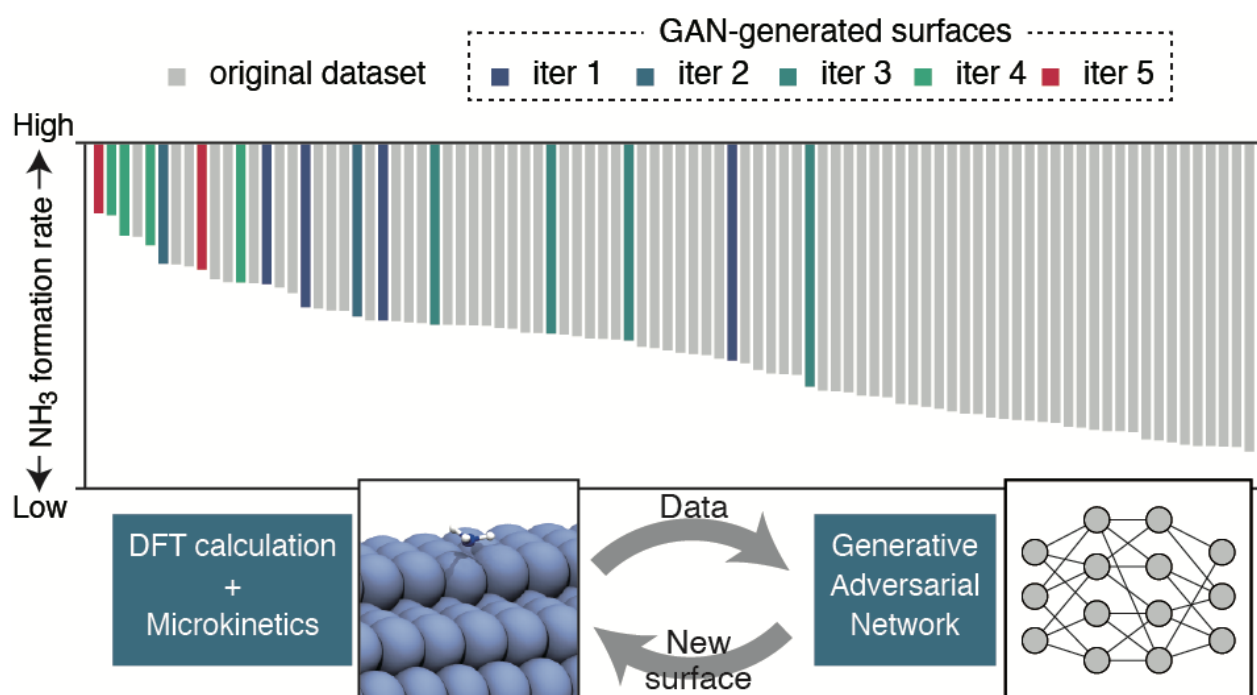 GAN-generated surfaces
original dataset
iter 1
iter 2
iter 3
iter 4
iter 5
High
← NH₃ formation rate →
Low
DFT calculation
+
Microkinetics
Data
New
surface
Generative
Adversarial
Network